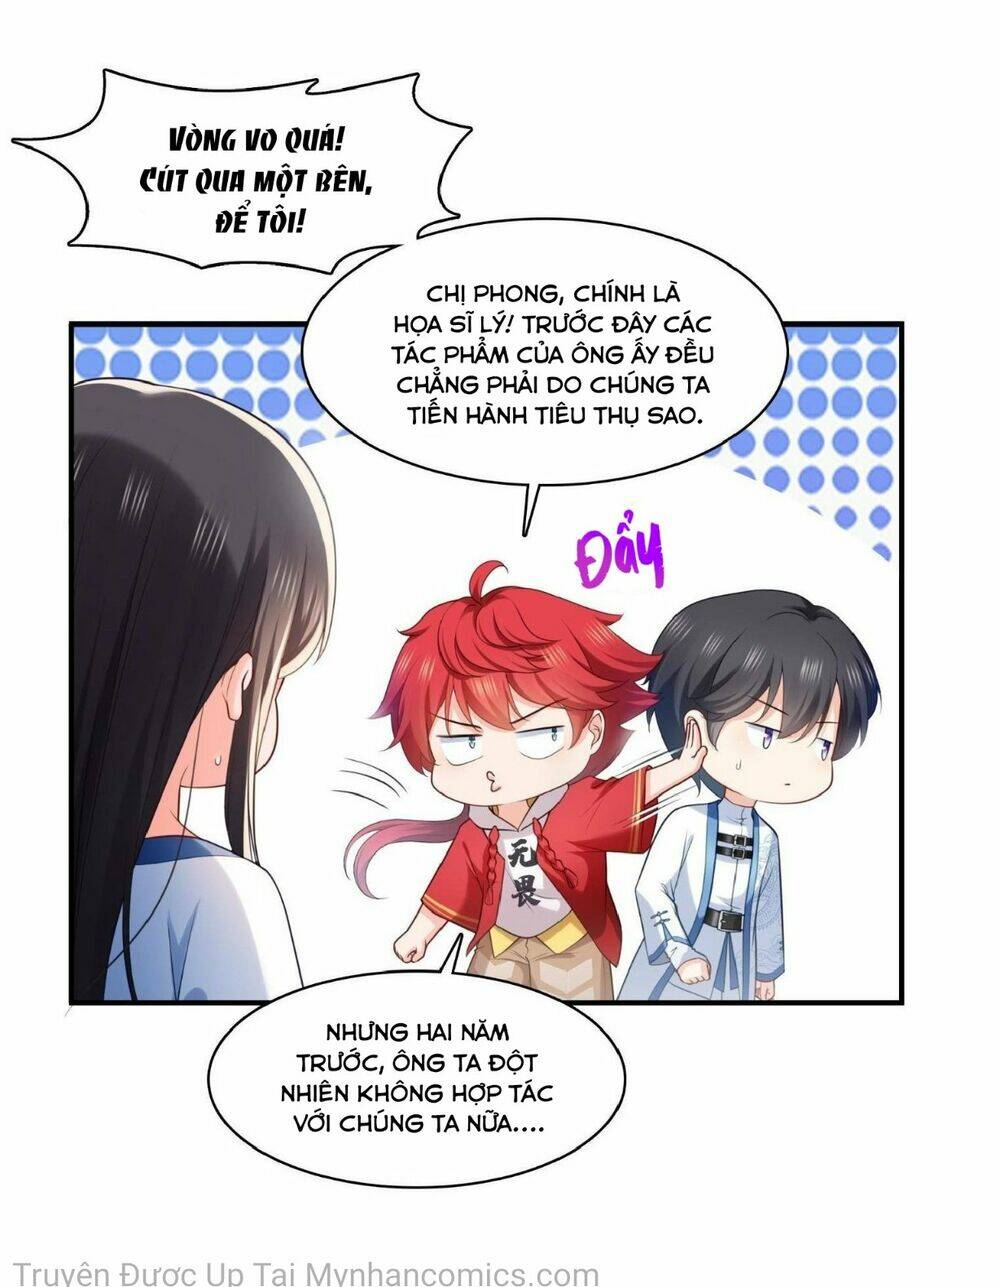 VÒNG VO QUÁ!
CÚT QUA MỘT BÊN,
ĐỂ TÔI!
CHỊ PHONG, CHÍNH LÀ
HỌA SĨ LÝ! TRƯỚC ĐÂY CÁC
TÁC PHẨM CỦA ÔNG ẤY ĐỀU
CHẲNG PHẢI DO CHÚNG TA
TIẾN HÀNH TIÊU THỤ SAO.
Đẩy
无
畏
NHƯNG HAI NĂM
TRƯỚC, ÔNG TA ĐỘT
NHIÊN KHÔNG HỢP TÁC
VỚI CHÚNG TA NỮA....
Truyện Được Up Tại Mynhancomics.com